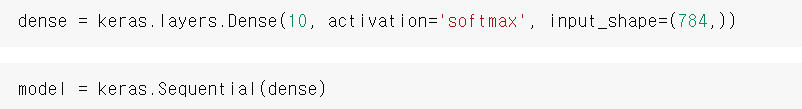 dense = keras.layers.Dense(10, activation='softmax', input_shape=(784,))
model = keras.Sequential(dense)